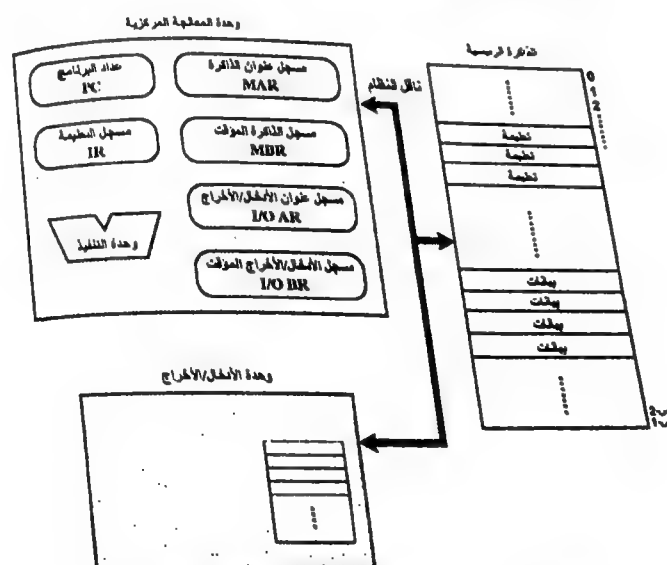 وحدة المعالجة المركزية
عداد البرنامج
PC
مسجل عنوان الذاكرة
MAR
مسجل التعليمة
IR
مسجل الذاكرة المؤقت
MBR
مسجل عنوان الأدخال/الأخراج
I/O AR
وحدة التنفيذ
مسجل الأدخال/الأخراج المؤقت
I/O BR
ناقل النظام
الذاكرة الرئيسية
0
1
2
تعليمة
تعليمة
تعليمة
بيانات
بيانات
بيانات
بيانات
وحدة الأدخال/الأخراج